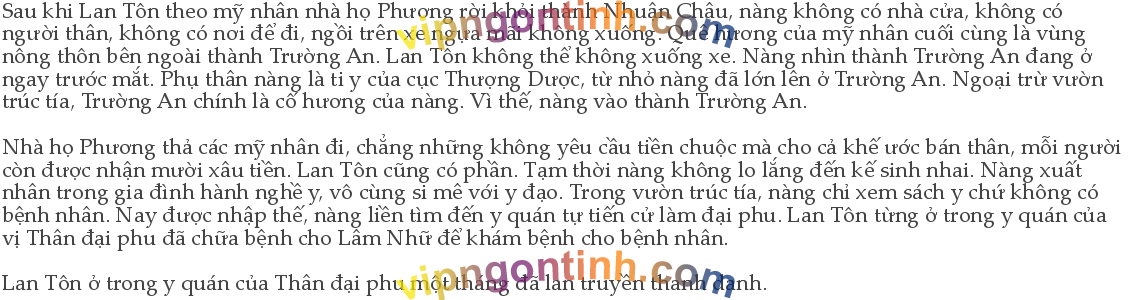 Sau khi Lan Tôn theo mỹ nhân nhà họ Phương rời khỏi thành Nhuận Châu, nàng không có nhà cửa, không có
người thân, không có nơi để đi, ngồi trên xe ngựa mãi không xuống. Quê hương của mỹ nhân cuối cùng là vùng
nông thôn bên ngoài thành Trường An. Lan Tôn không thể không xuống xe. Nàng nhìn thành Trường An đang ở
ngay trước mắt. Phụ thân nàng là ti y của cục Thượng Dược, từ nhỏ nàng đã lớn lên ở Trường An. Ngoại trừ vườn
trúc tía, Trường An chính là cố hương của nàng. Vì thế, nàng vào thành Trường An.
Nhà họ Phương thả các mỹ nhân đi, chẳng những không yêu cầu tiền chuộc mà cho cả khế ước bán thân, mỗi người
còn được nhận mười xâu tiền. Lan Tôn cũng có phần. Tạm thời nàng không lo lắng đến kế sinh nhai. Nàng xuất
nhân trong gia đình hành nghề y, vô cùng si mê với y đạo. Trong vườn trúc tía, nàng chỉ xem sách y chứ không có
bệnh nhân. Nay được nhập thế, nàng liền tìm đến y quán tự tiến cử làm đại phu. Lan Tôn từng ở trong y quán của
vị Thân đại phu đã chữa bệnh cho Lâm Nhữ để khám bệnh cho bệnh nhân.
Lan Tôn ở trong y quán của Thân đại phu một tháng đã lan truyền thanh danh.
vipngontinh.com
vipngontinh.com